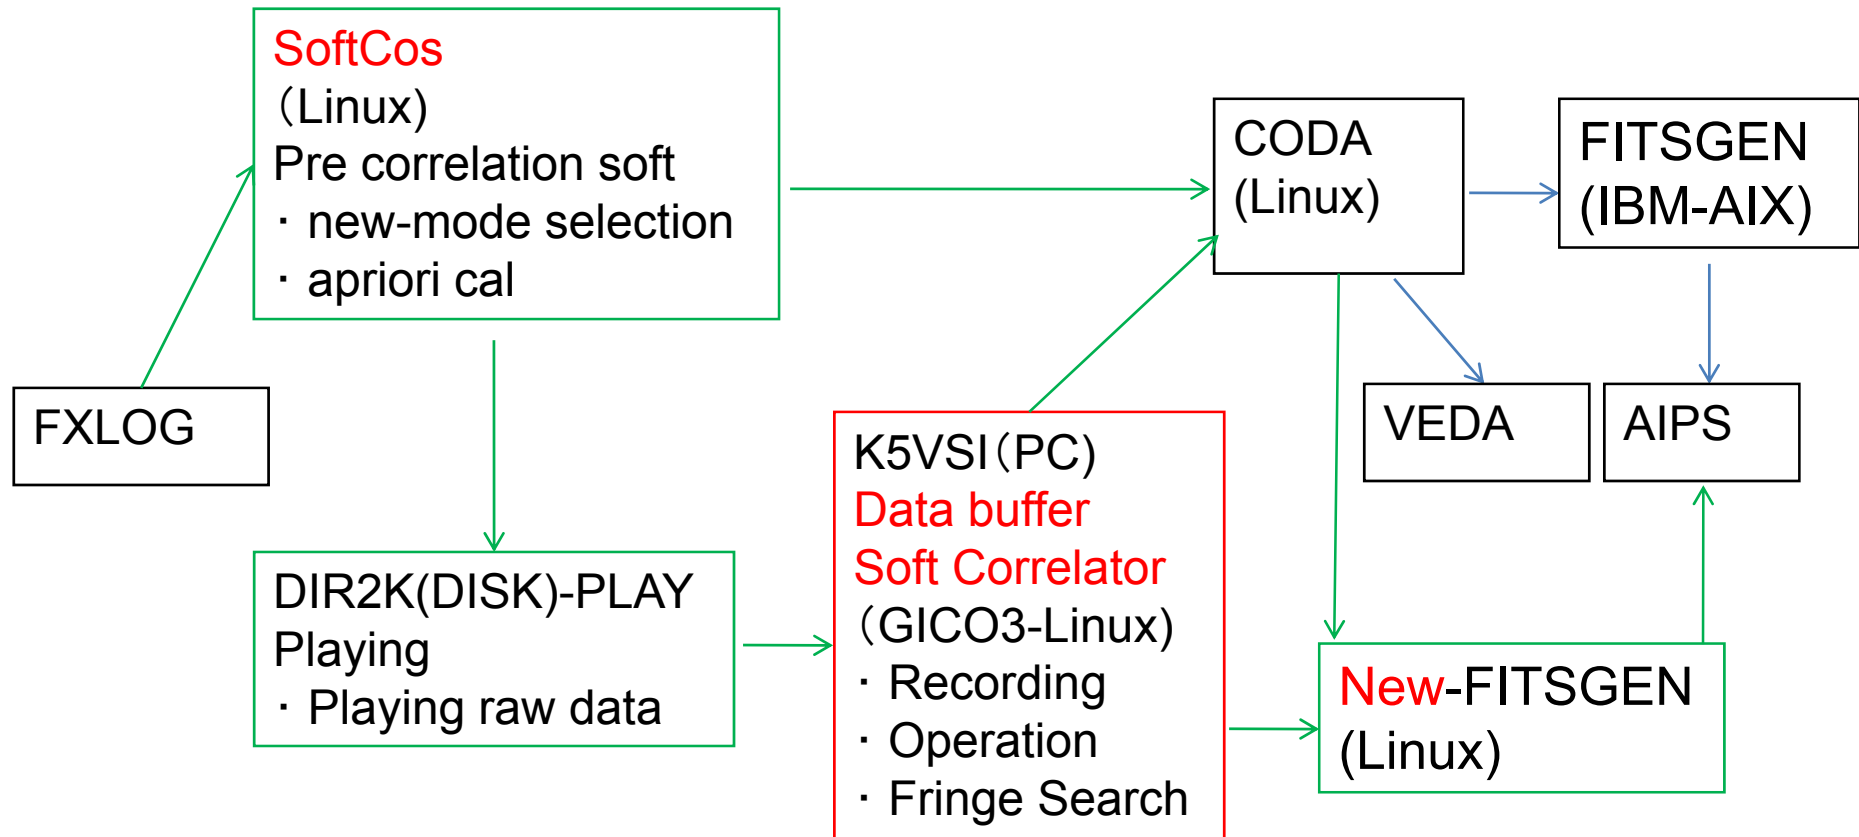 SoftCos
（Linux)
Pre correlation soft
・new-mode selection
・apriori cal
CODA
(Linux)
FITSGEN
(IBM-AIX)
FXLOG
VEDA
AIPS
K5VSI（PC)
Data buffer
Soft Correlator
（GICO3-Linux)
・Recording
・Operation
・Fringe Search
DIR2K(DISK)-PLAY
Playing
・Playing raw data
New-FITSGEN
(Linux)